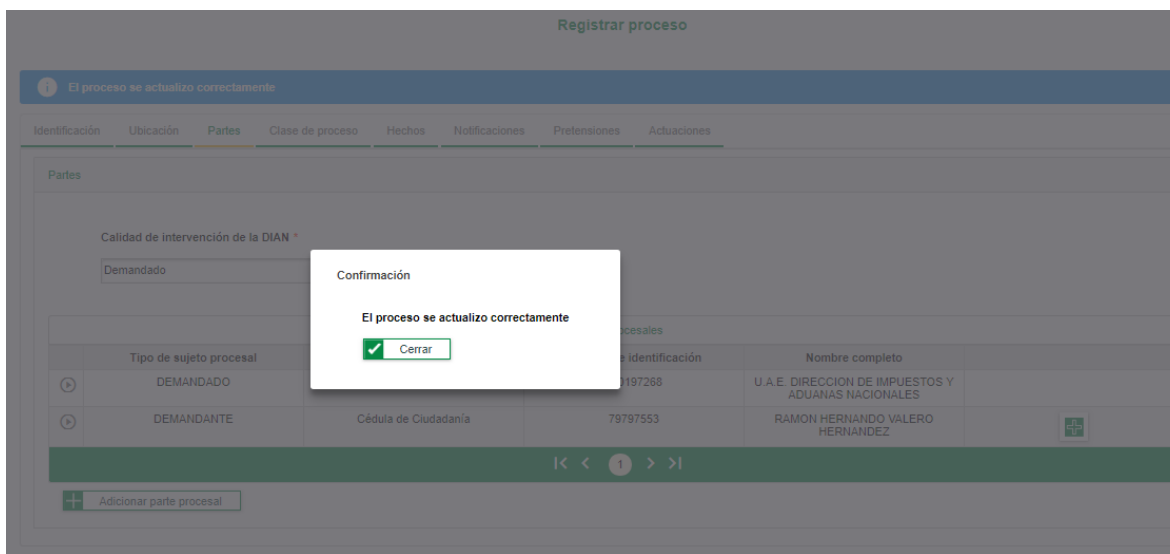 Registrar proceso
El proceso se actualizo correctamente
Identificación Ubicación Partes Clase de proceso Hechos Notificaciones Pretensiones Actuaciones
Partes
Calidad de intervención de la DIAN *
Demandado
Confirmación
El proceso se actualizo correctamente
Cerrar
Tipo de sujeto procesal identificación Nombre completo
DEMANDADO 197268 U.A.E. DIRECCION DE IMPUESTOS Y
ADUANAS NACIONALES
DEMANDANTE Cédula de Ciudadanía 79797553 RAMON HERNANDO VALERO
HERNANDEZ
1
Adicionar parte procesal